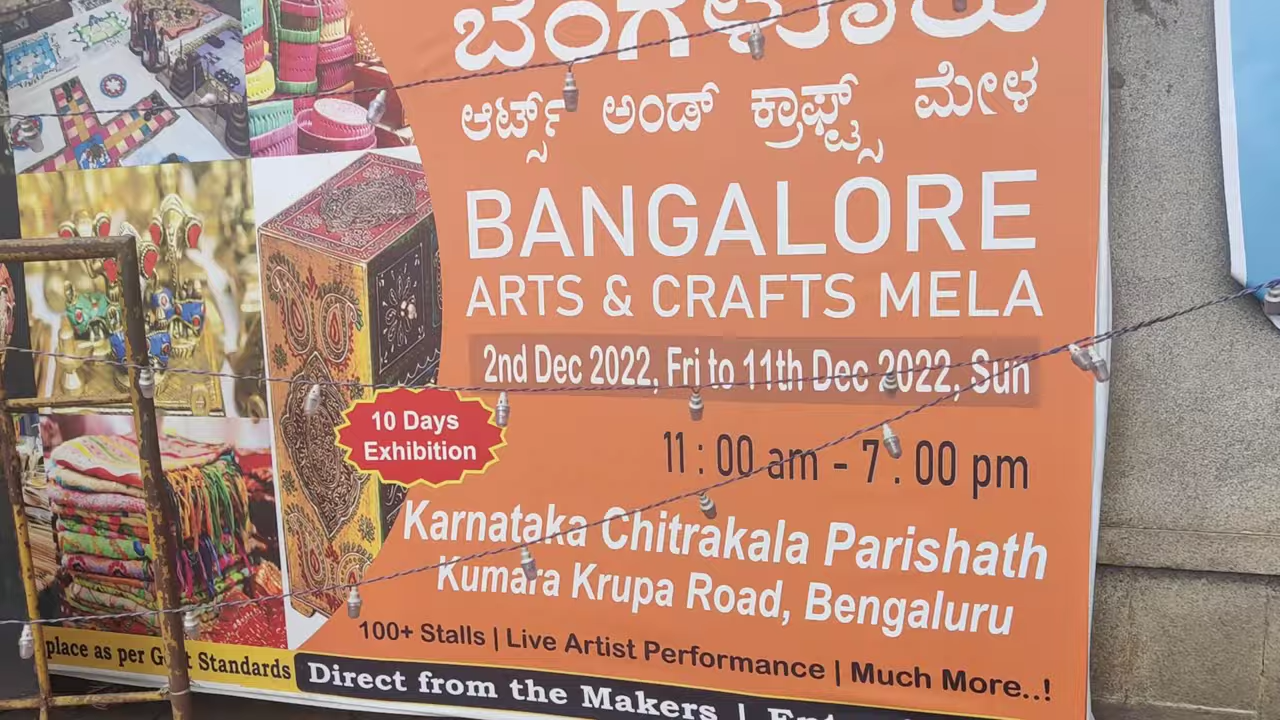 ಬೆಂಗಳೂರು
ಆರ್ಟ್ಸ್ ಅಂಡ್ ಕ್ರಾಫ್ಟ್ಸ್ ಮೇಳ
BANGALORE
ARTS & CRAFTS MELA
2nd Dec 2022, Fri to 11th Dec 2022, Sun
10 Days
Exhibition
11 : 00 am - 7 : 00 pm
Karnataka Chitrakala Parishath
Kumara Krupa Road, Bengaluru
100+ Stalls | Live Artist Performance | Much More..!
place as per Govt Standards
Direct from the Makers |